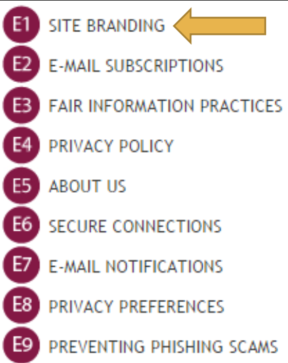 E1 SITE BRANDING
E2 E-MAIL SUBSCRIPTIONS
E3 FAIR INFORMATION PRACTICES
E4 PRIVACY POLICY
E5 ABOUT US
E6 SECURE CONNECTIONS
E7 E-MAIL NOTIFICATIONS
E8 PRIVACY PREFERENCES
E9 PREVENTING PHISHING SCAMS